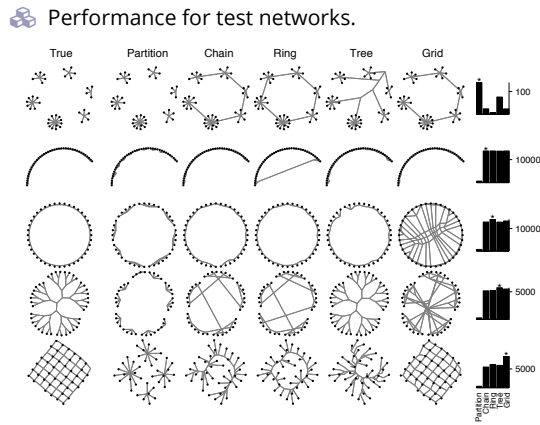 Performance for test networks.
True Partition Chain Ring Tree Grid
* 100
* 10000
* 10000
* 5000
* 5000
Partition
Chain
Ring
Tree
Grid